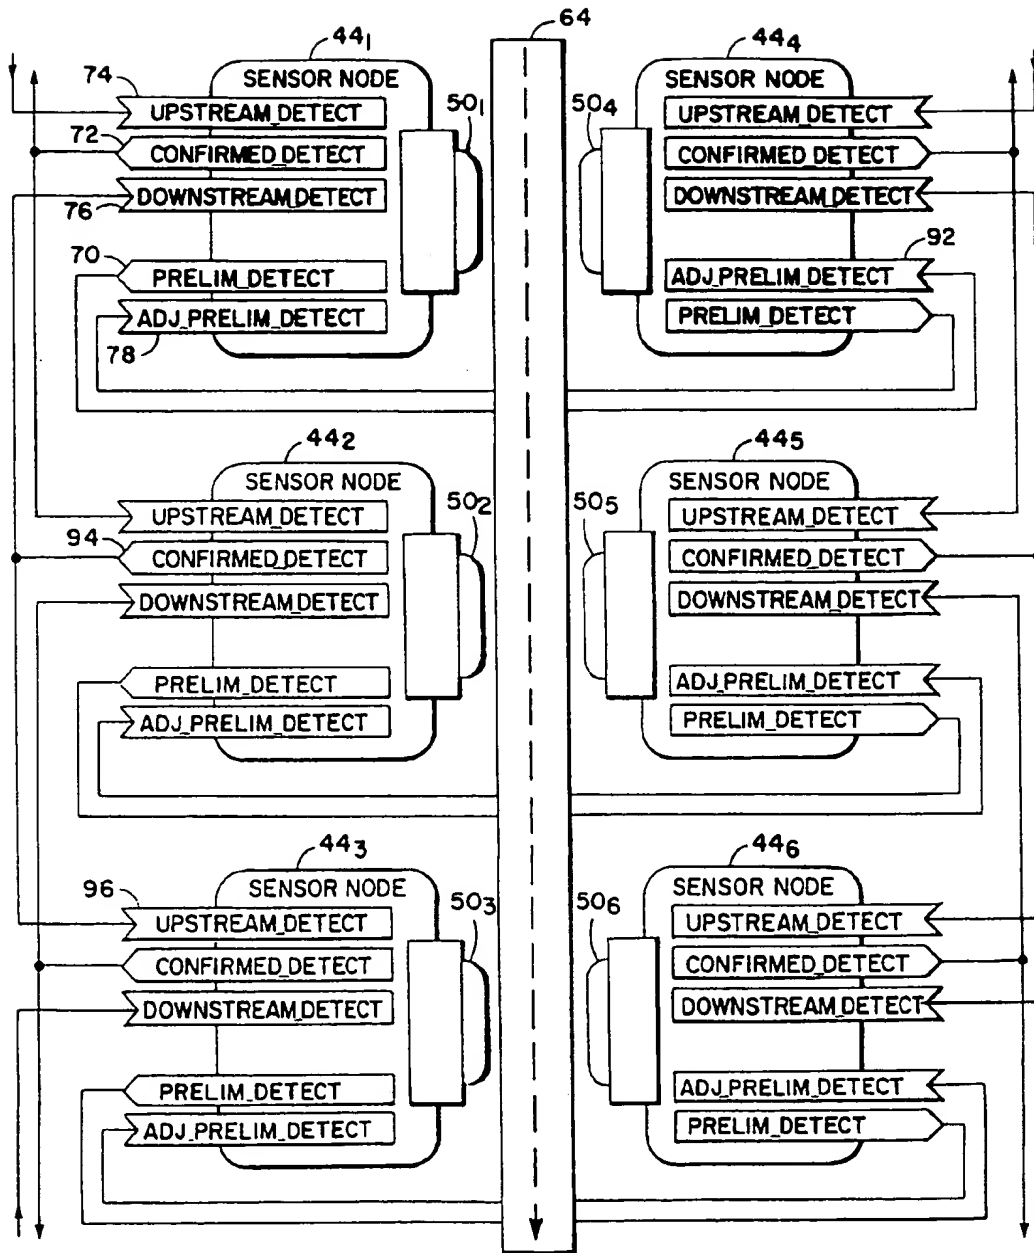 64
44₁
SENSOR NODE
74
UPSTREAM_DETECT
72
CONFIRMED_DETECT
DOWNSTREAM_DETECT
76
70
PRELIM_DETECT
ADJ_PRELIM_DETECT
78
50₁
44₄
SENSOR NODE
50₄
UPSTREAM_DETECT
CONFIRMED_DETECT
DOWNSTREAM_DETECT
92
ADJ_PRELIM_DETECT
PRELIM_DETECT
44₂
SENSOR NODE
50₂
UPSTREAM_DETECT
94
CONFIRMED_DETECT
DOWNSTREAM_DETECT
PRELIM_DETECT
ADJ_PRELIM_DETECT
44₅
SENSOR NODE
50₅
UPSTREAM_DETECT
CONFIRMED_DETECT
DOWNSTREAM_DETECT
ADJ_PRELIM_DETECT
PRELIM_DETECT
44₃
SENSOR NODE
96
50₃
UPSTREAM_DETECT
CONFIRMED_DETECT
DOWNSTREAM_DETECT
PRELIM_DETECT
ADJ_PRELIM_DETECT
44₆
SENSOR NODE
50₆
UPSTREAM_DETECT
CONFIRMED_DETECT
DOWNSTREAM_DETECT
ADJ_PRELIM_DETECT
PRELIM_DETECT